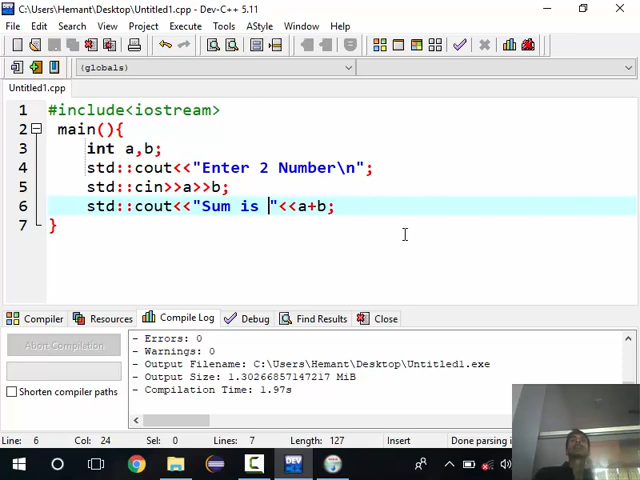 C:\Users\Hemant\Desktop\Untitled1.cpp - Dev-C++ 5.11
File Edit Search View Project Execute Tools AStyle Window Help
(globals)
Untitled1.cpp
1 #include<iostream>
2 main(){
3 int a,b;
4 std::cout<<"Enter 2 Number\n";
5 std::cin>>a>>b;
6 std::cout<<"Sum is "<<a+b;
7 }
Compiler Resources Compile Log Debug Find Results Close
Abort Compilation
Shorten compiler paths
- Errors: 0
- Warnings: 0
- Output Filename: C:\Users\Hemant\Desktop\Untitled1.exe
- Output Size: 1.30266857147217 MiB
- Compilation Time: 1.97s
Line: 6 Col: 24 Sel: 0 Lines: 7 Length: 127 Insert Done parsing i
DEV